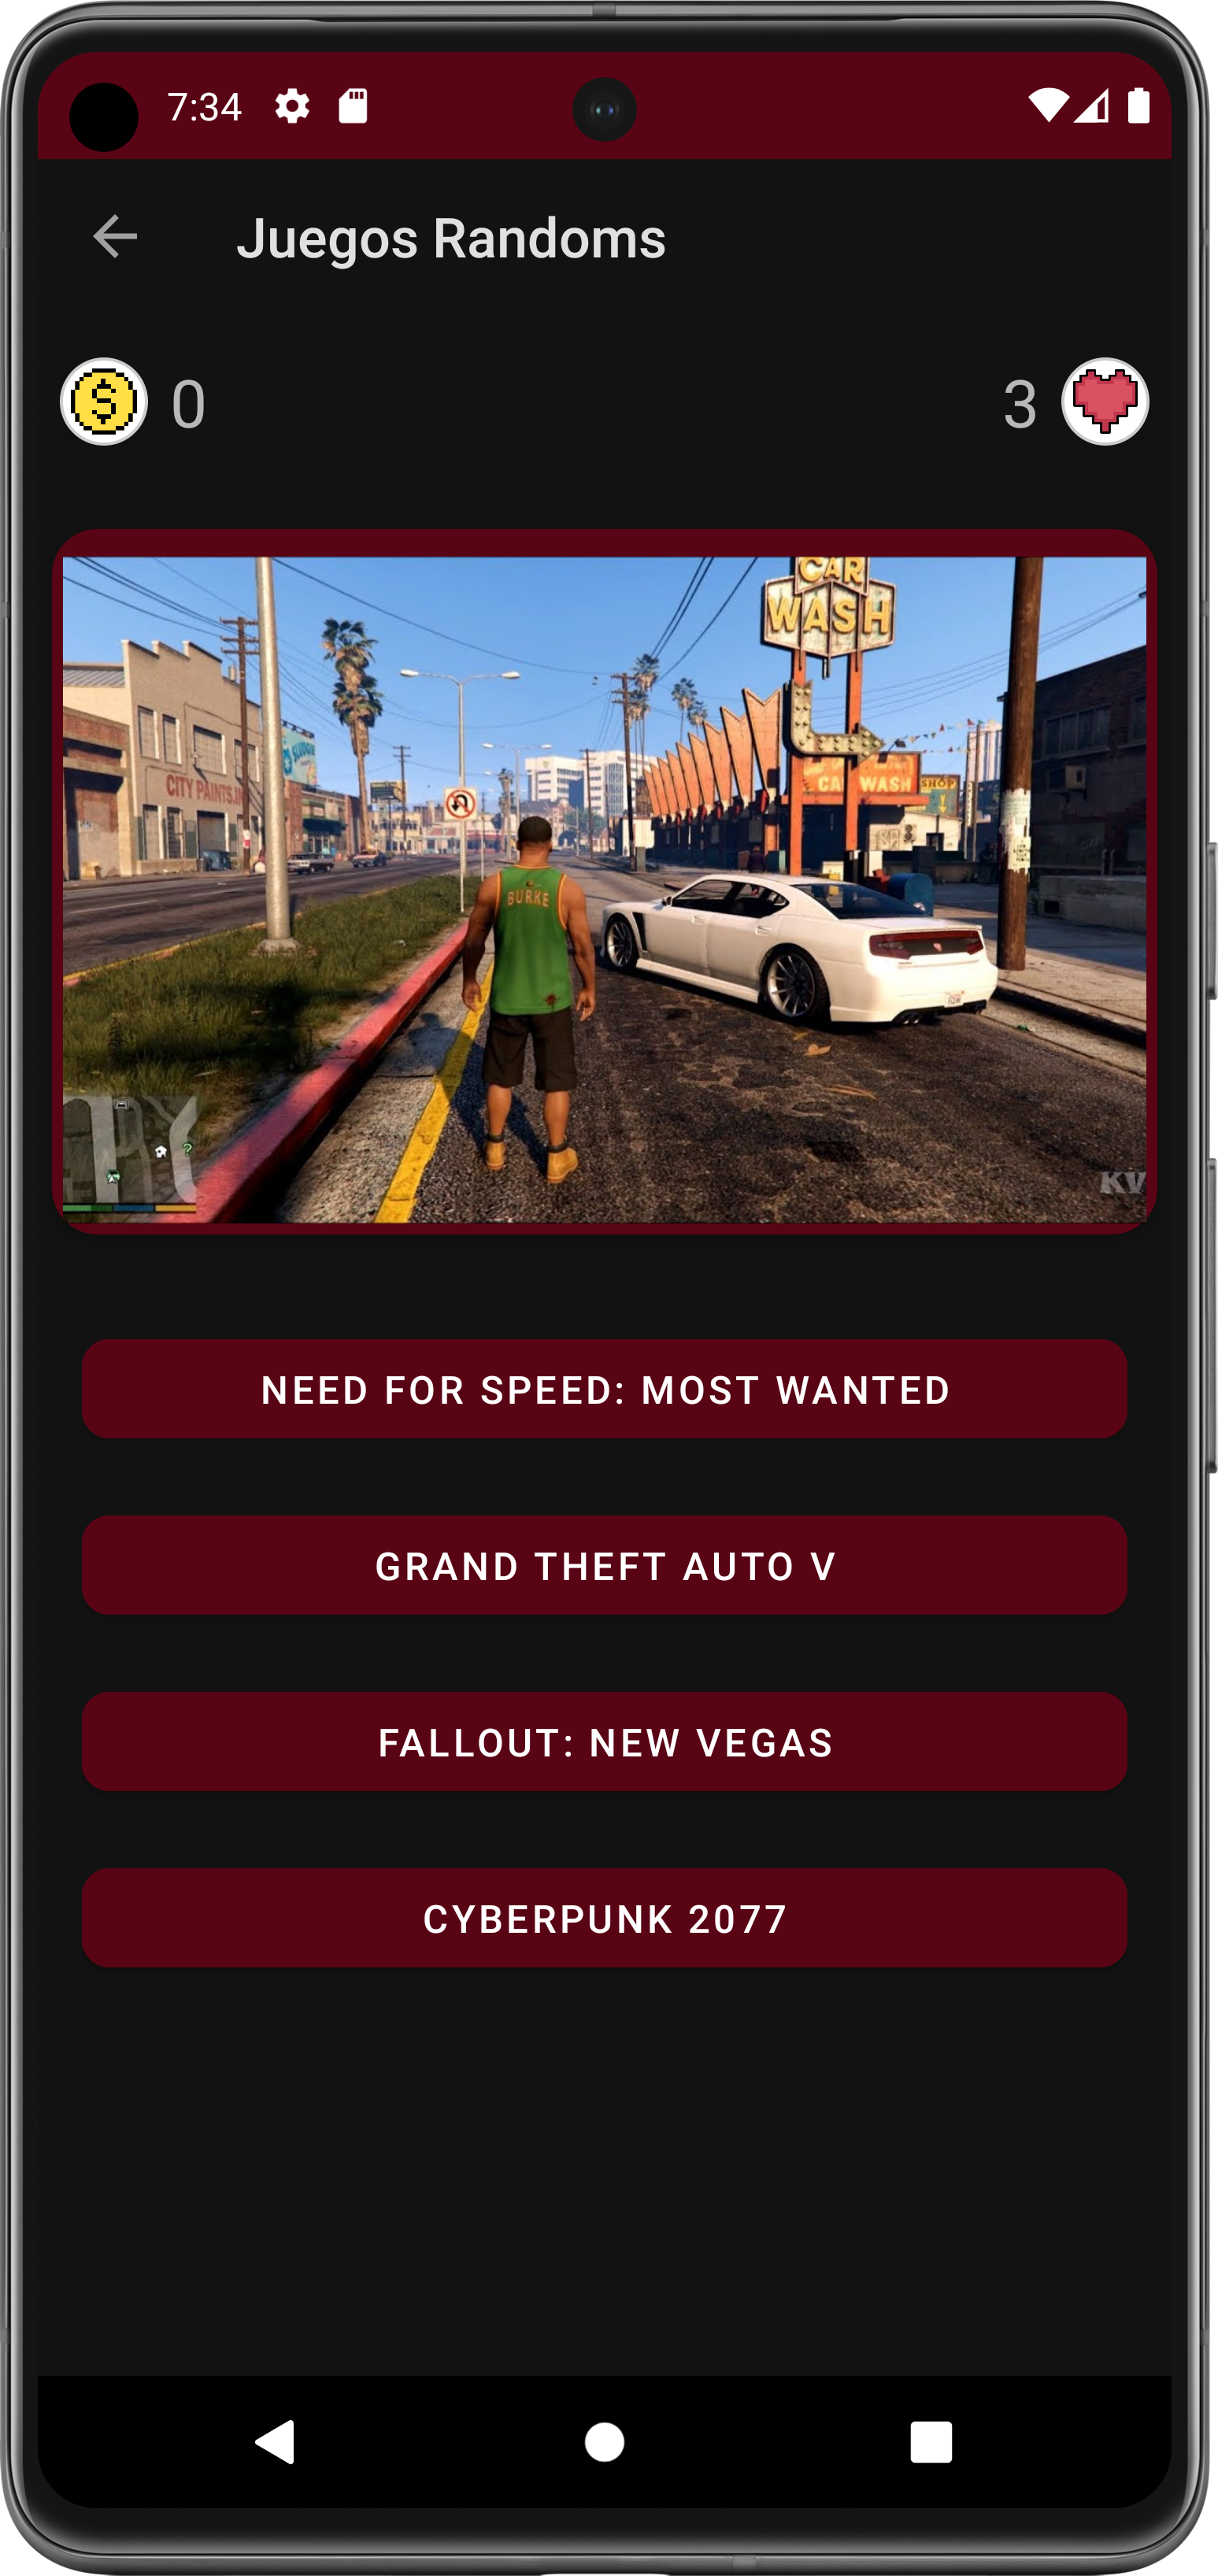 7:34
Juegos Randoms
0
3
CAR
WASH
CITY PAINTS.
CAR WASH
SHOP
BURKE
KV
NEED FOR SPEED: MOST WANTED
GRAND THEFT AUTO V
FALLOUT: NEW VEGAS
CYBERPUNK 2077